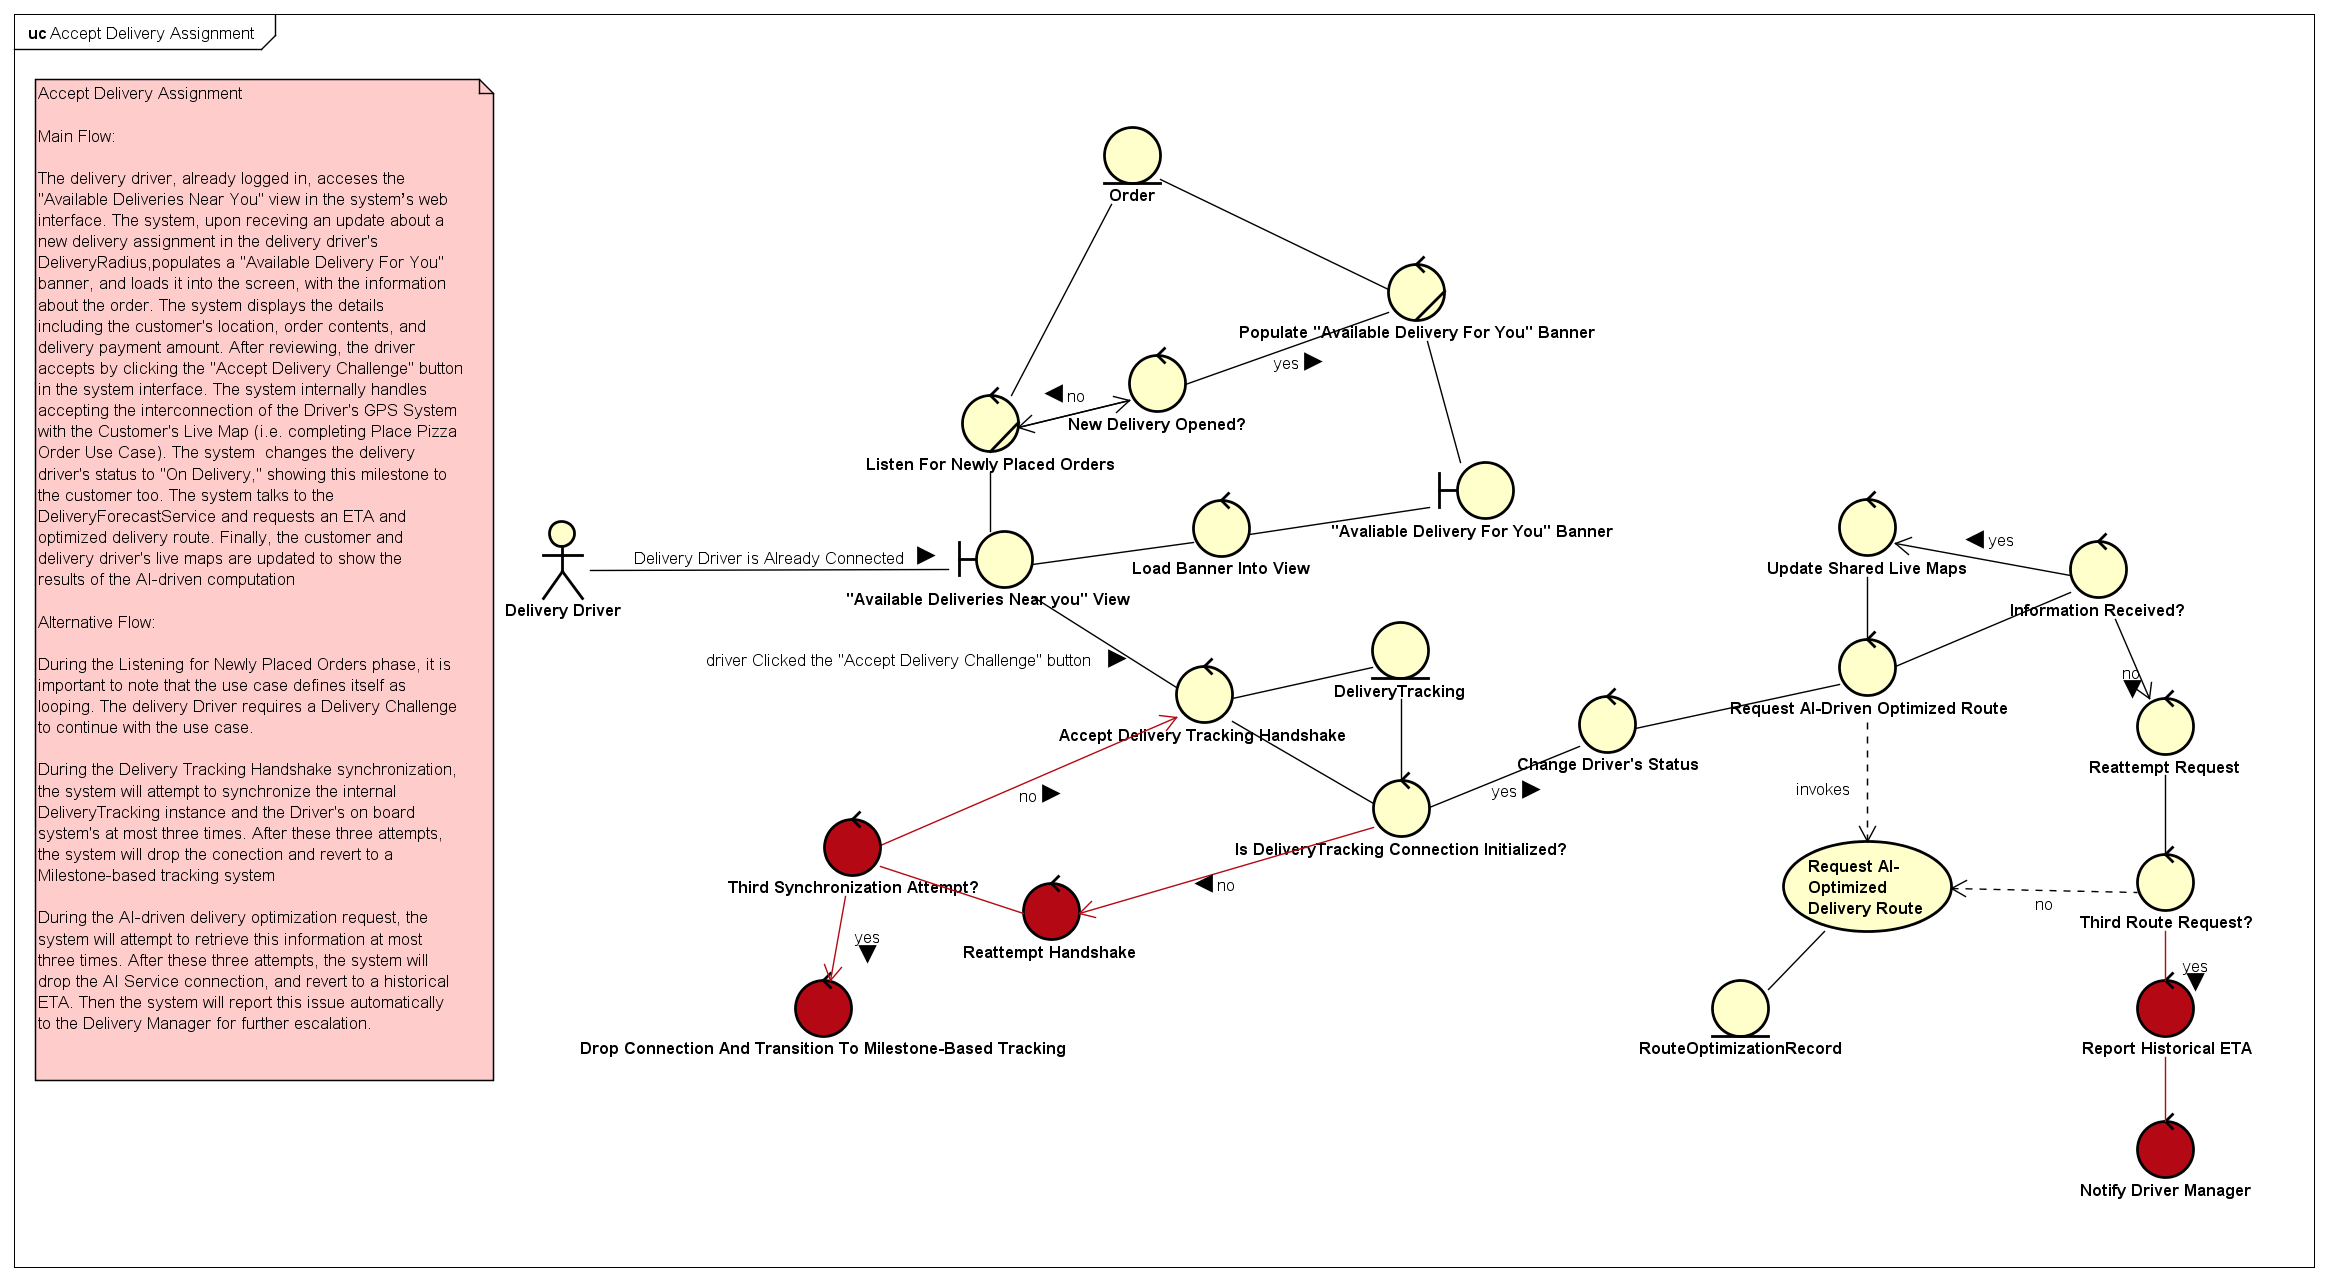 uc Accept Delivery Assignment
Accept Delivery Assignment
Main Flow:
The delivery driver, already logged in, acceses the
"Available Deliveries Near You" view in the system's web
interface. The system, upon receving an update about a
new delivery assignment in the delivery driver's
DeliveryRadius,populates a "Available Delivery For You"
banner, and loads it into the screen, with the information
about the order. The system displays the details
including the customer's location, order contents, and
delivery payment amount. After reviewing, the driver
accepts by clicking the "Accept Delivery Challenge" button
in the system interface. The system internally handles
accepting the interconnection of the Driver's GPS System
with the Customer's Live Map (i.e. completing Place Pizza
Order Use Case). The system  changes the delivery
driver's status to "On Delivery," showing this milestone to
the customer too. The system talks to the
DeliveryForecastService and requests an ETA and
optimized delivery route. Finally, the customer and
delivery driver's live maps are updated to show the
results of the AI-driven computation
Alternative Flow:
During the Listening for Newly Placed Orders phase, it is
important to note that the use case defines itself as
looping. The delivery Driver requires a Delivery Challenge
to continue with the use case.
During the Delivery Tracking Handshake synchronization,
the system will attempt to synchronize the internal
DeliveryTracking instance and the Driver's on board
system's at most three times. After these three attempts,
the system will drop the conection and revert to a
Milestone-based tracking system
During the AI-driven delivery optimization request, the
system will attempt to retrieve this information at most
three times. After these three attempts, the system will
drop the AI Service connection, and revert to a historical
ETA. Then the system will report this issue automatically
to the Delivery Manager for further escalation.
Order
Populate "Available Delivery For You" Banner
yes
no
New Delivery Opened?
Listen For Newly Placed Orders
"Avaliable Delivery For You" Banner
Delivery Driver is Already Connected
Load Banner Into View
Delivery Driver
"Available Deliveries Near you" View
yes
Update Shared Live Maps
Information Received?
driver Clicked the "Accept Delivery Challenge" button
DeliveryTracking
no
Request AI-Driven Optimized Route
Accept Delivery Tracking Handshake
Change Driver's Status
Reattempt Request
no
yes
invokes
Is DeliveryTracking Connection Initialized?
Third Synchronization Attempt?
no
Request AI-
Optimized
Delivery Route
no
Third Route Request?
yes
Reattempt Handshake
yes
Drop Connection And Transition To Milestone-Based Tracking
RouteOptimizationRecord
Report Historical ETA
Notify Driver Manager